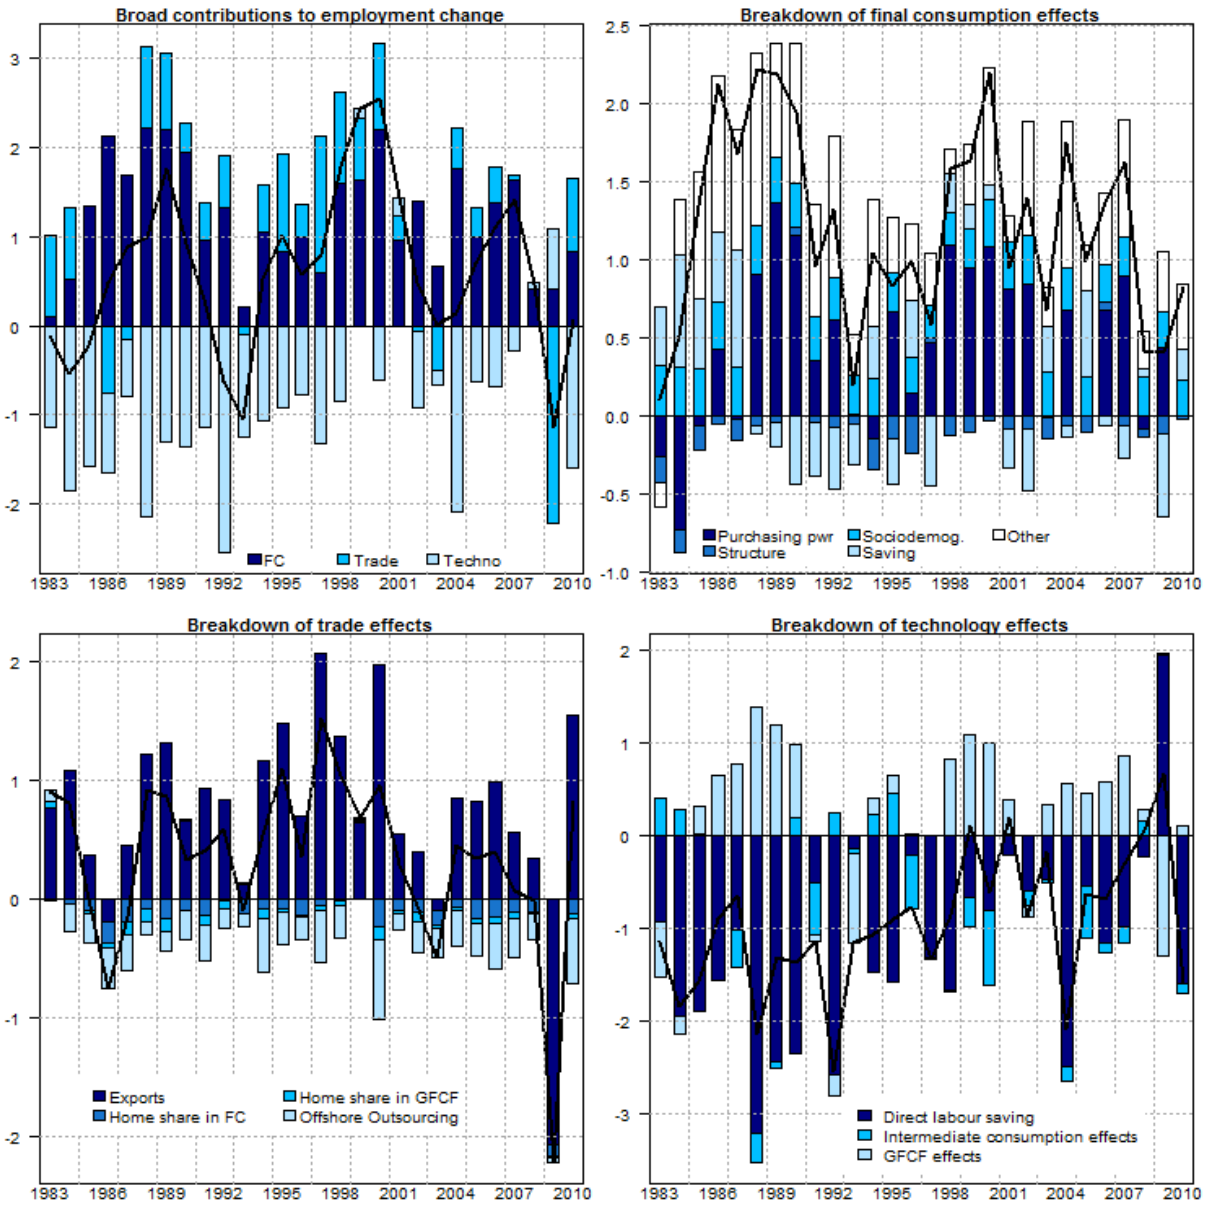 Broad contributions to employment change
3
2
1
0
-1
-2
FC Trade Techno
1983 1986 1989 1992 1995 1998 2001 2004 2007 2010
Breakdown of final consumption effects
2.5
2.0
1.5
1.0
0.5
0.0
-0.5
-1.0
Purchasing pwr Sociodemog. Other
Structure Saving
1983 1986 1989 1992 1995 1998 2001 2004 2007 2010
Breakdown of trade effects
2
1
0
-1
-2
Exports Home share in GFCF
Home share in FC Offshore Outsourcing
1983 1986 1989 1992 1995 1998 2001 2004 2007 2010
Breakdown of technology effects
2
1
0
-1
-2
-3
Direct labour saving
Intermediate consumption effects
GFCF effects
1983 1986 1989 1992 1995 1998 2001 2004 2007 2010